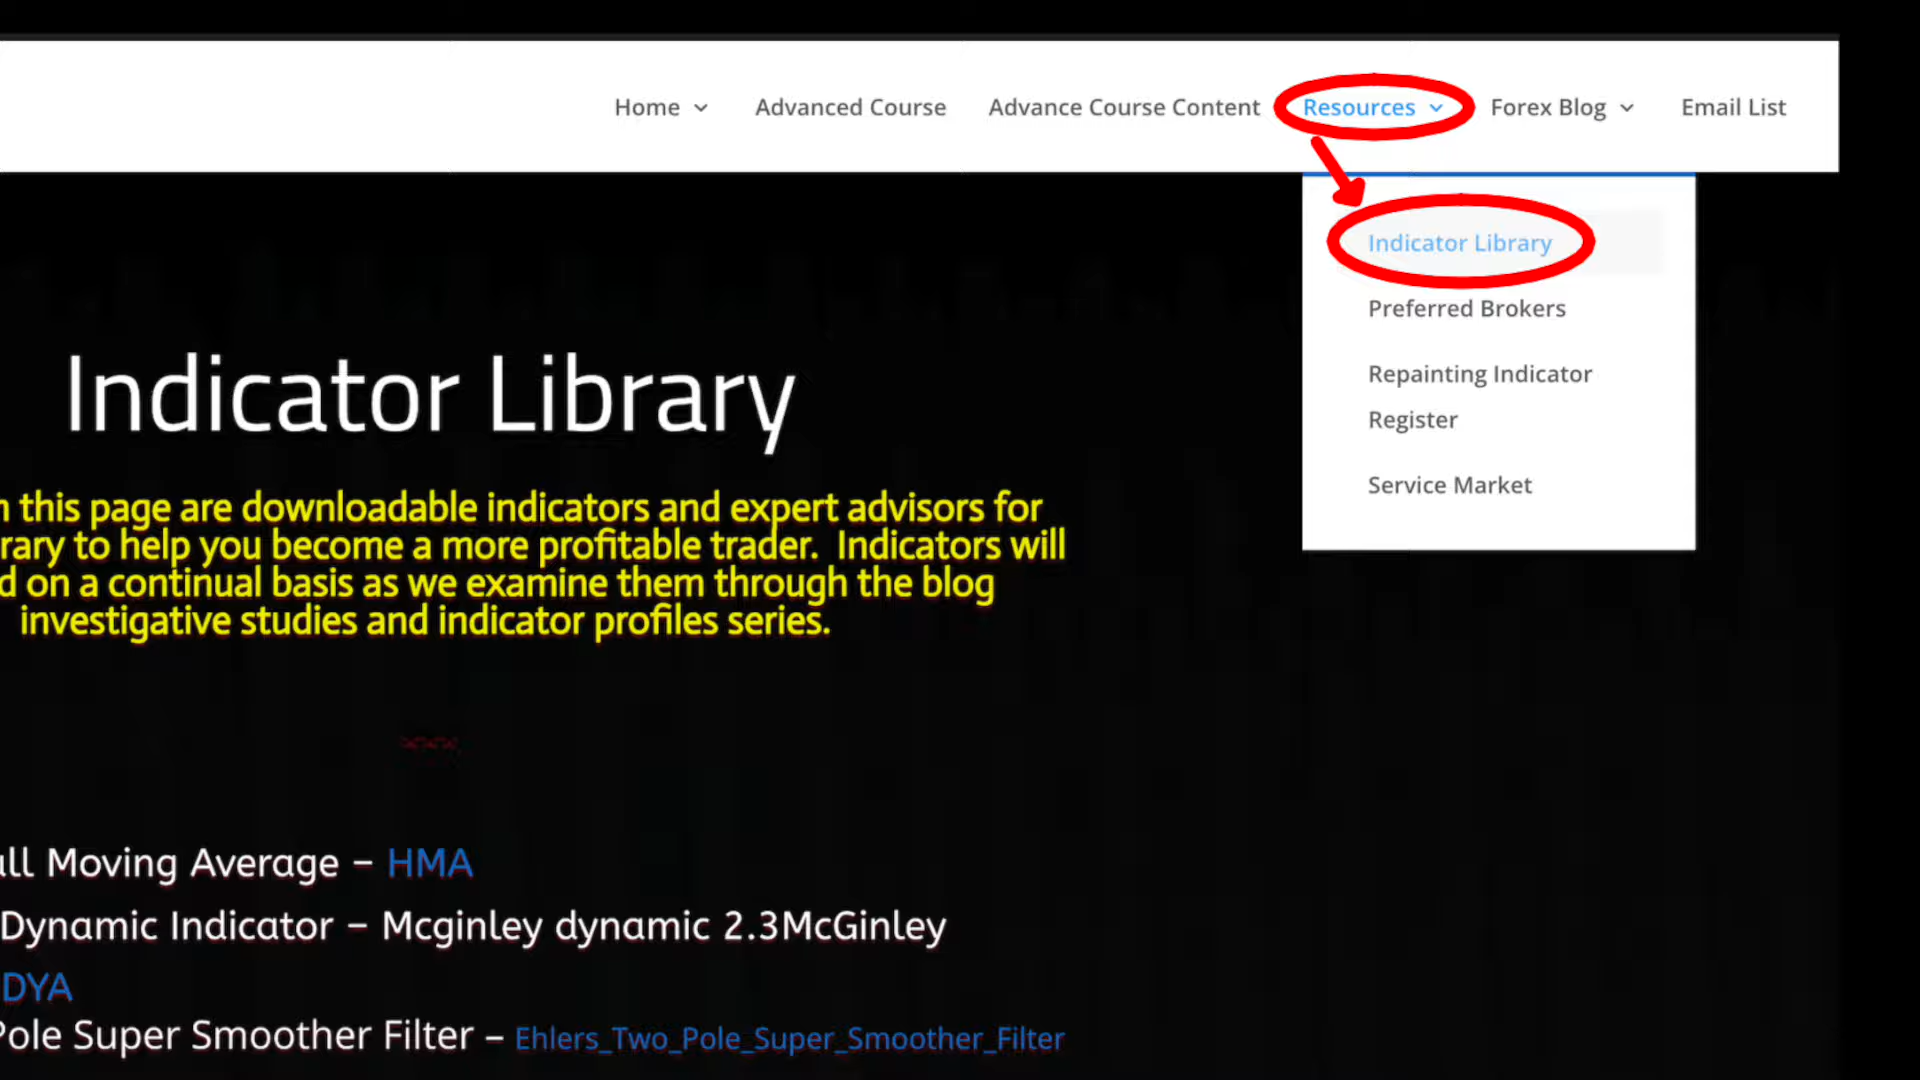 Home Advanced Course Advance Course Content Resources Forex Blog Email List
Indicator Library
Preferred Brokers
Repainting Indicator
Register
Service Market
Indicator Library
this page are downloadable indicators and expert advisors for
to help you become a more profitable trader. Indicators will
on a continual basis as we examine them through the blog
investigative studies and indicator profiles series.
Moving Average – HMA
Dynamic Indicator – Mcginley dynamic 2.3McGinley
DYA
Pole Super Smoother Filter – Ehlers_Two_Pole_Super_Smoother_Filter